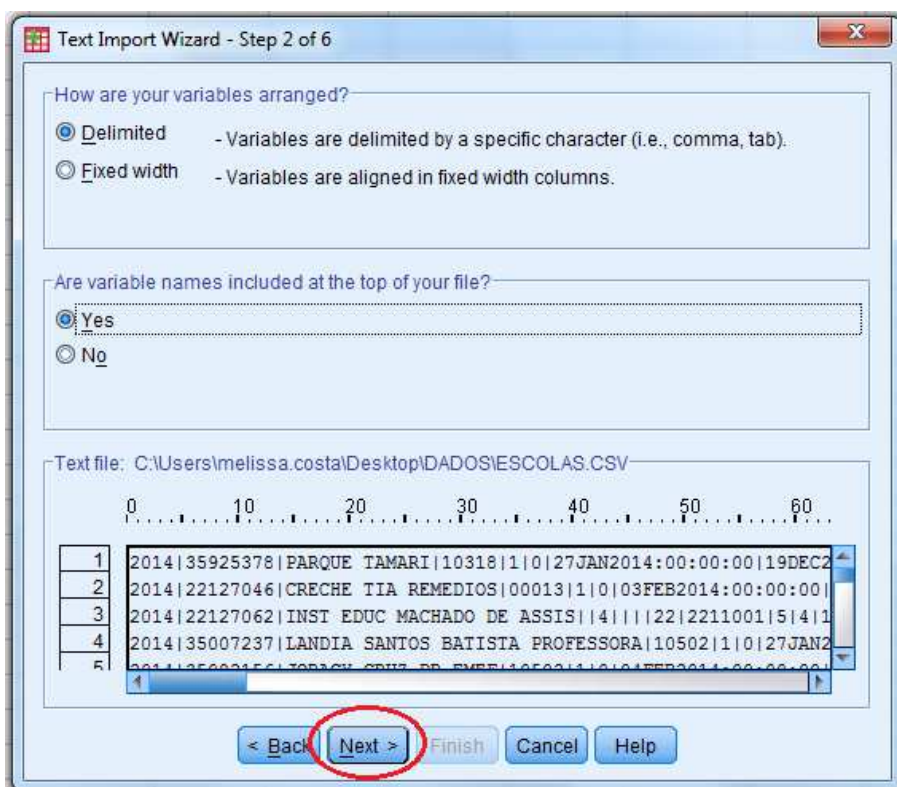 Text Import Wizard - Step 2 of 6
How are your variables arranged?
Delimited - Variables are delimited by a specific character (i.e., comma, tab).
Fixed width - Variables are aligned in fixed width columns.
Are variable names included at the top of your file?
Yes
No
Text file: C:\Users\melissa.costa\Desktop\DADOS\ESCOLAS.CSV
0 10 20 30 40 50 60
1 2014|35925378|PARQUE TAMARI|10318|1|0|27JAN2014:00:00:00|19DEC2
2 2014|22127046|CRECHE TIA REMEDIOS|00013|1|0|03FEB2014:00:00:00|
3 2014|22127062|INST EDUC MACHADO DE ASSIS||4||||22|2211001|5|4|1
4 2014|35007237|LANDIA SANTOS BATISTA PROFESSORA|10502|1|0|27JAN2
5
< Back Next > Finish Cancel Help